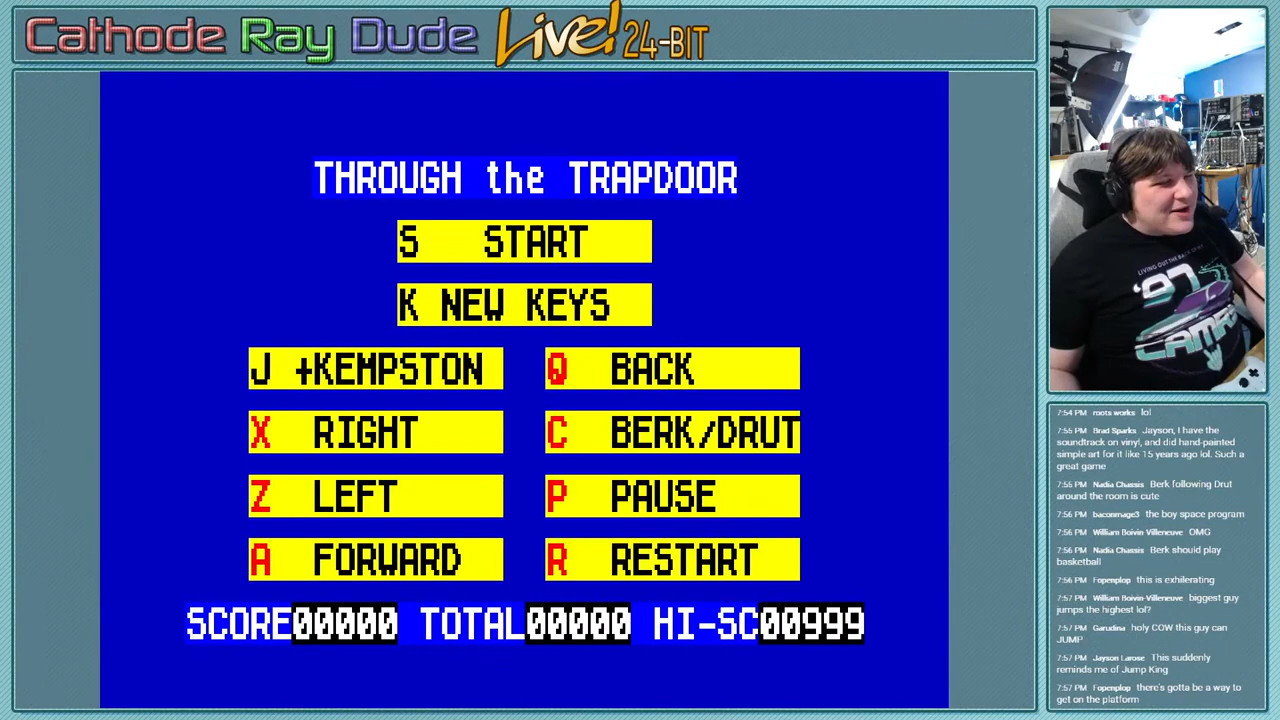 Cathode Ray Dude Live! 24-BIT
THROUGH the TRAPDOOR
S START
K NEW KEYS
J +KEMPSTON
Q BACK
X RIGHT
C BERK/DRUT
Z LEFT
P PAUSE
A FORWARD
R RESTART
SCORE00000 TOTAL00000 HI-SC00999
LIVING OUT THE
'97
CAMRY
7:54 PM roots works lol
7:55 PM Brad Sparks Jayson, I have the
soundtrack on vinyl, and did hand-painted
simple art for it like 15 years ago lol. Such a
great game
7:55 PM Nadia Chassis Berk following Drut
around the room is cute
7:56 PM baconmage3 the boy space program
7:56 PM William Boivin-Villeneuve OMG
7:56 PM Nadia Chassis Berk should play
basketball
7:56 PM Fopenplop this is exhilerating
7:57 PM William Boivin-Villeneuve biggest guy
jumps the highest lol?
7:57 PM Garudina holy COW this guy can
JUMP
7:57 PM Jayson Larose This suddenly
reminds me of Jump King
7:57 PM Fopenplop there's gotta be a way to
get on the platform